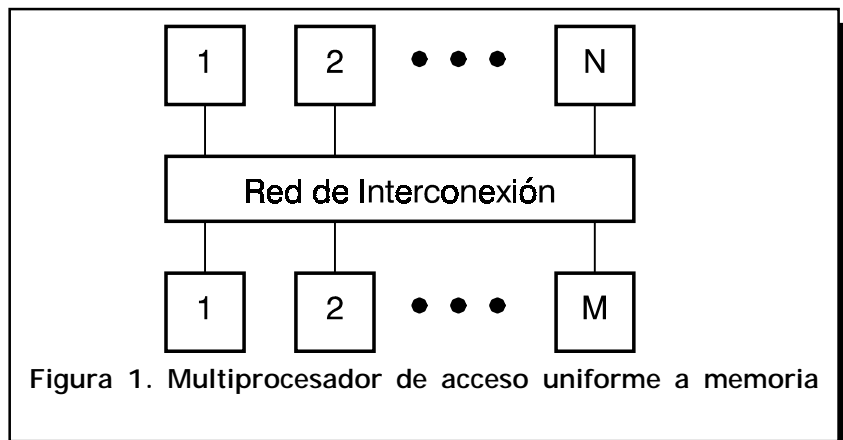 1 2 N
Red de Interconexión
1 2 M
Figura 1. Multiprocesador de acceso uniforme a memoria